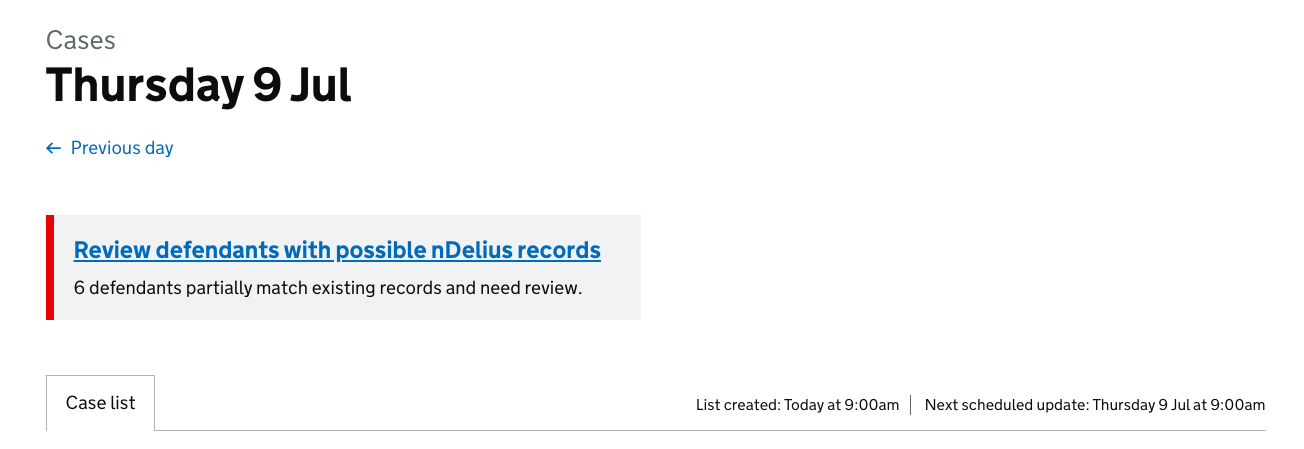 Cases
Thursday 9 Jul
← Previous day
Review defendants with possible nDelius records
6 defendants partially match existing records and need review.
Case list
List created: Today at 9:00am | Next scheduled update: Thursday 9 Jul at 9:00am